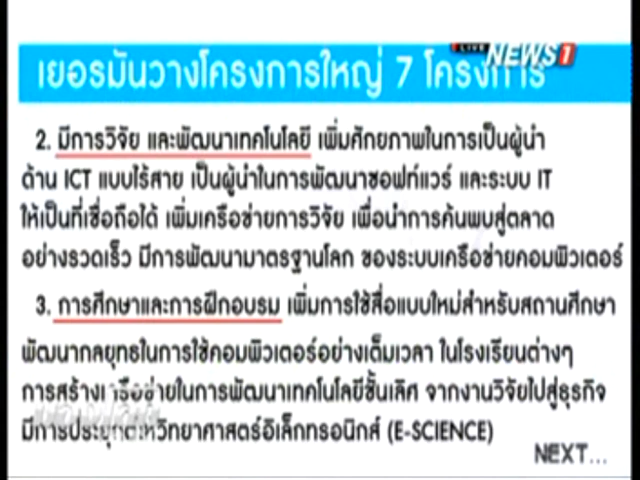 LIVE NEWS1
เยอรมันวางโครงการใหญ่ 7 โครงการ
2. มีการวิจัย และพัฒนาเทคโนโลยี เพิ่มศักยภาพในการเป็นผู้นำ
ด้าน ICT แบบไร้สาย เป็นผู้นำในการพัฒนาซอฟท์แวร์ และระบบ IT
ให้เป็นที่เชื่อถือได้ เพิ่มเครือข่ายการวิจัย เพื่อนำการค้นพบสู่ตลาด
อย่างรวดเร็ว มีการพัฒนามาตรฐานโลก ของระบบเครือข่ายคอมพิวเตอร์
3. การศึกษาและการฝึกอบรม เพิ่มการใช้สื่อแบบใหม่สำหรับสถานศึกษา
พัฒนากลยุทธในการใช้คอมพิวเตอร์อย่างเต็มเวลา ในโรงเรียนต่างๆ
การสร้างเครือข่ายในการพัฒนาเทคโนโลยีชั้นเลิศ จากงานวิจัยไปสู่ธุรกิจ
มีการประยุกต์ วิทยาศาสตร์อิเล็กทรอนิกส์ (E-SCIENCE)
NEXT...